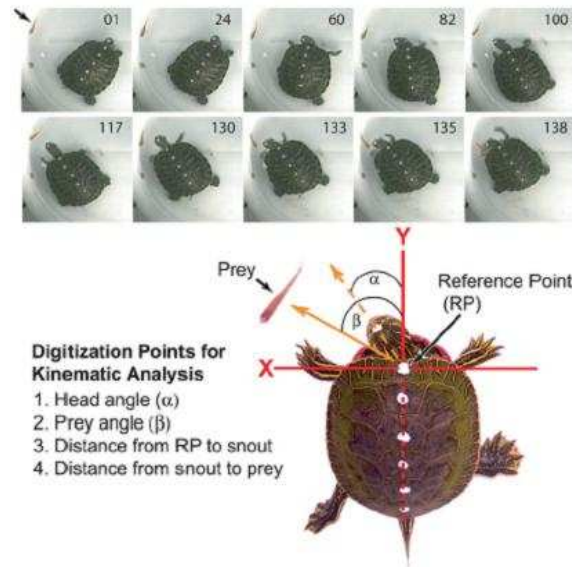 01 24 60 82 100
117 130 133 135 138
Y
Prey
α
Reference Point
(RP)
β
X
Digitization Points for
Kinematic Analysis
1. Head angle (α)
2. Prey angle (β)
3. Distance from RP to snout
4. Distance from snout to prey